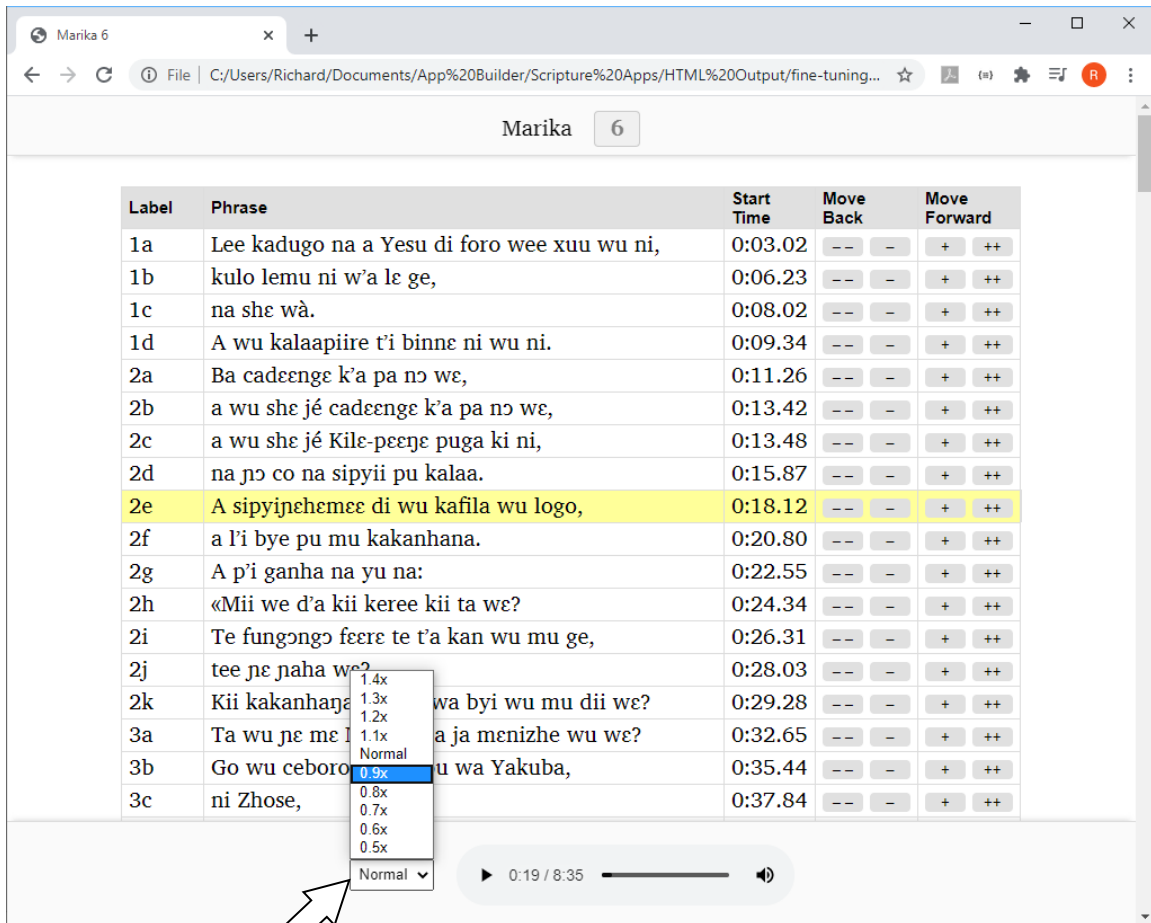 Marika 6
File C:/Users/Richard/Documents/App%20Builder/Scripture%20Apps/HTML%20Output/fine-tuning... R
Marika 6
Label Phrase Start Time Move Back Move Forward
1a Lee kadugo na a Yesu di foro wee xuu wu ni, 0:03.02 -- - + ++
1b kulo lemu ni w’a lɛ ge, 0:06.23 -- - + ++
1c na shɛ wà. 0:08.02 -- - + ++
1d A wu kalaapiire t’i binnɛ ni wu ni. 0:09.34 -- - + ++
2a Ba cadɛɛngɛ k’a pa nɔ wɛ, 0:11.26 -- - + ++
2b a wu shɛ jé cadɛɛngɛ k’a pa nɔ wɛ, 0:13.42 -- - + ++
2c a wu shɛ jé Kilɛ-pɛɛŋɛ puga ki ni, 0:13.48 -- - + ++
2d na ɲɔ co na sipyii pu kalaa. 0:15.87 -- - + ++
2e A sipyiɲɛhɛmɛɛ di wu kafila wu logo, 0:18.12 -- - + ++
2f a l’i bye pu mu kakanhana. 0:20.80 -- - + ++
2g A p’i ganha na yu na: 0:22.55 -- - + ++
2h «Mii we d’a kii keree kii ta wɛ? 0:24.34 -- - + ++
2i Te fungɔngɔ fɛɛrɛ te t’a kan wu mu ge, 0:26.31 -- - + ++
2j tee ɲɛ ɲaha wɛ? 0:28.03 -- - + ++
2k Kii kakanhaŋa wa byi wu mu dii wɛ? 0:29.28 -- - + ++
3a Ta wu ɲɛ mɛ a ja mɛnizhe wu wɛ? 0:32.65 -- - + ++
3b Go wu ceboro wa Yakuba, 0:35.44 -- - + ++
3c ni Zhose, 0:37.84 -- - + ++
1.4x
1.3x
1.2x
1.1x
Normal
0.9x
0.8x
0.7x
0.6x
0.5x
Normal 0:19 / 8:35